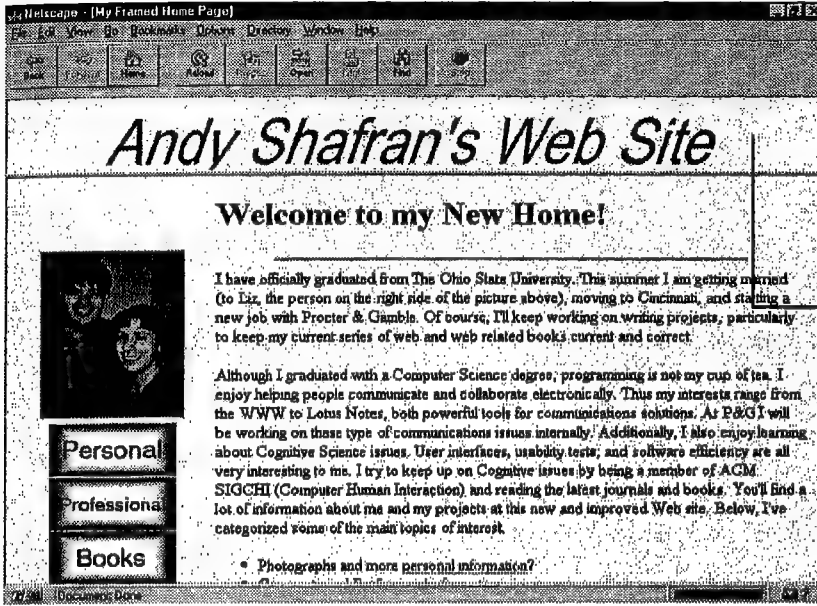 Netscape - [My Framed Home Page]
File Edit View Go Bookmarks Options Directory Window Help
Back Forward Home Reload Open Print Find Stop
Andy Shafran's Web Site
Welcome to my New Home!
I have officially graduated from The Ohio State University. This summer I am getting married
(to Liz, the person on the right side of the picture above), moving to Cincinnati, and starting a
new job with Procter & Gamble. Of course, I'll keep working on writing projects, particularly
to keep my current series of web and web related books current and correct.
Although I graduated with a Computer Science degree, programming is not my cup of tea. I
enjoy helping people communicate and collaborate electronically. Thus my interests range from
the WWW to Lotus Notes, both powerful tools for communications solutions. At P&G I will
be working on these type of communications issues internally. Additionally, I also enjoy learning
about Cognitive Science issues. User interfaces, usability tests, and software efficiency are all
very interesting to me. I try to keep up on Cognitive issues by being a member of ACM
SIGCHI (Computer Human Interaction) and reading the latest journals and books. You'll find a
lot of information about me and my projects at this new and improved Web site. Below, I've
categorized some of the main topics of interest.
Personal
Professional
Books
• Photographs and more personal information?
Document: Done